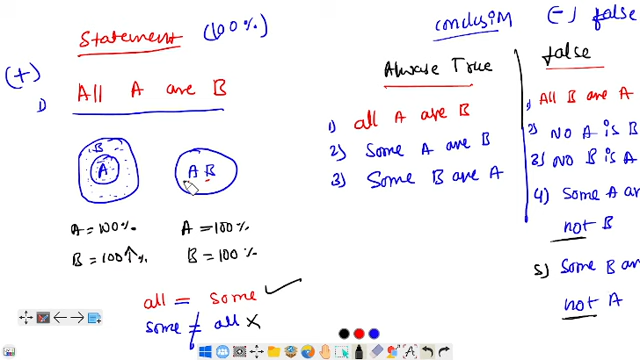 Statement (100%)
(+)
1) All A are B
B
A
A B
A = 100%
B = 100↑%
A = 100%
B = 100%
all = some ✓
some ≠ all ✗
conclusion
Always True
1) all A are B
2) Some A are B
3) Some B are A
(-) false
false
1) All B are A
2) NO A is B
3) NO B is A
4) Some A ar
not B
5) Some B ar
not A